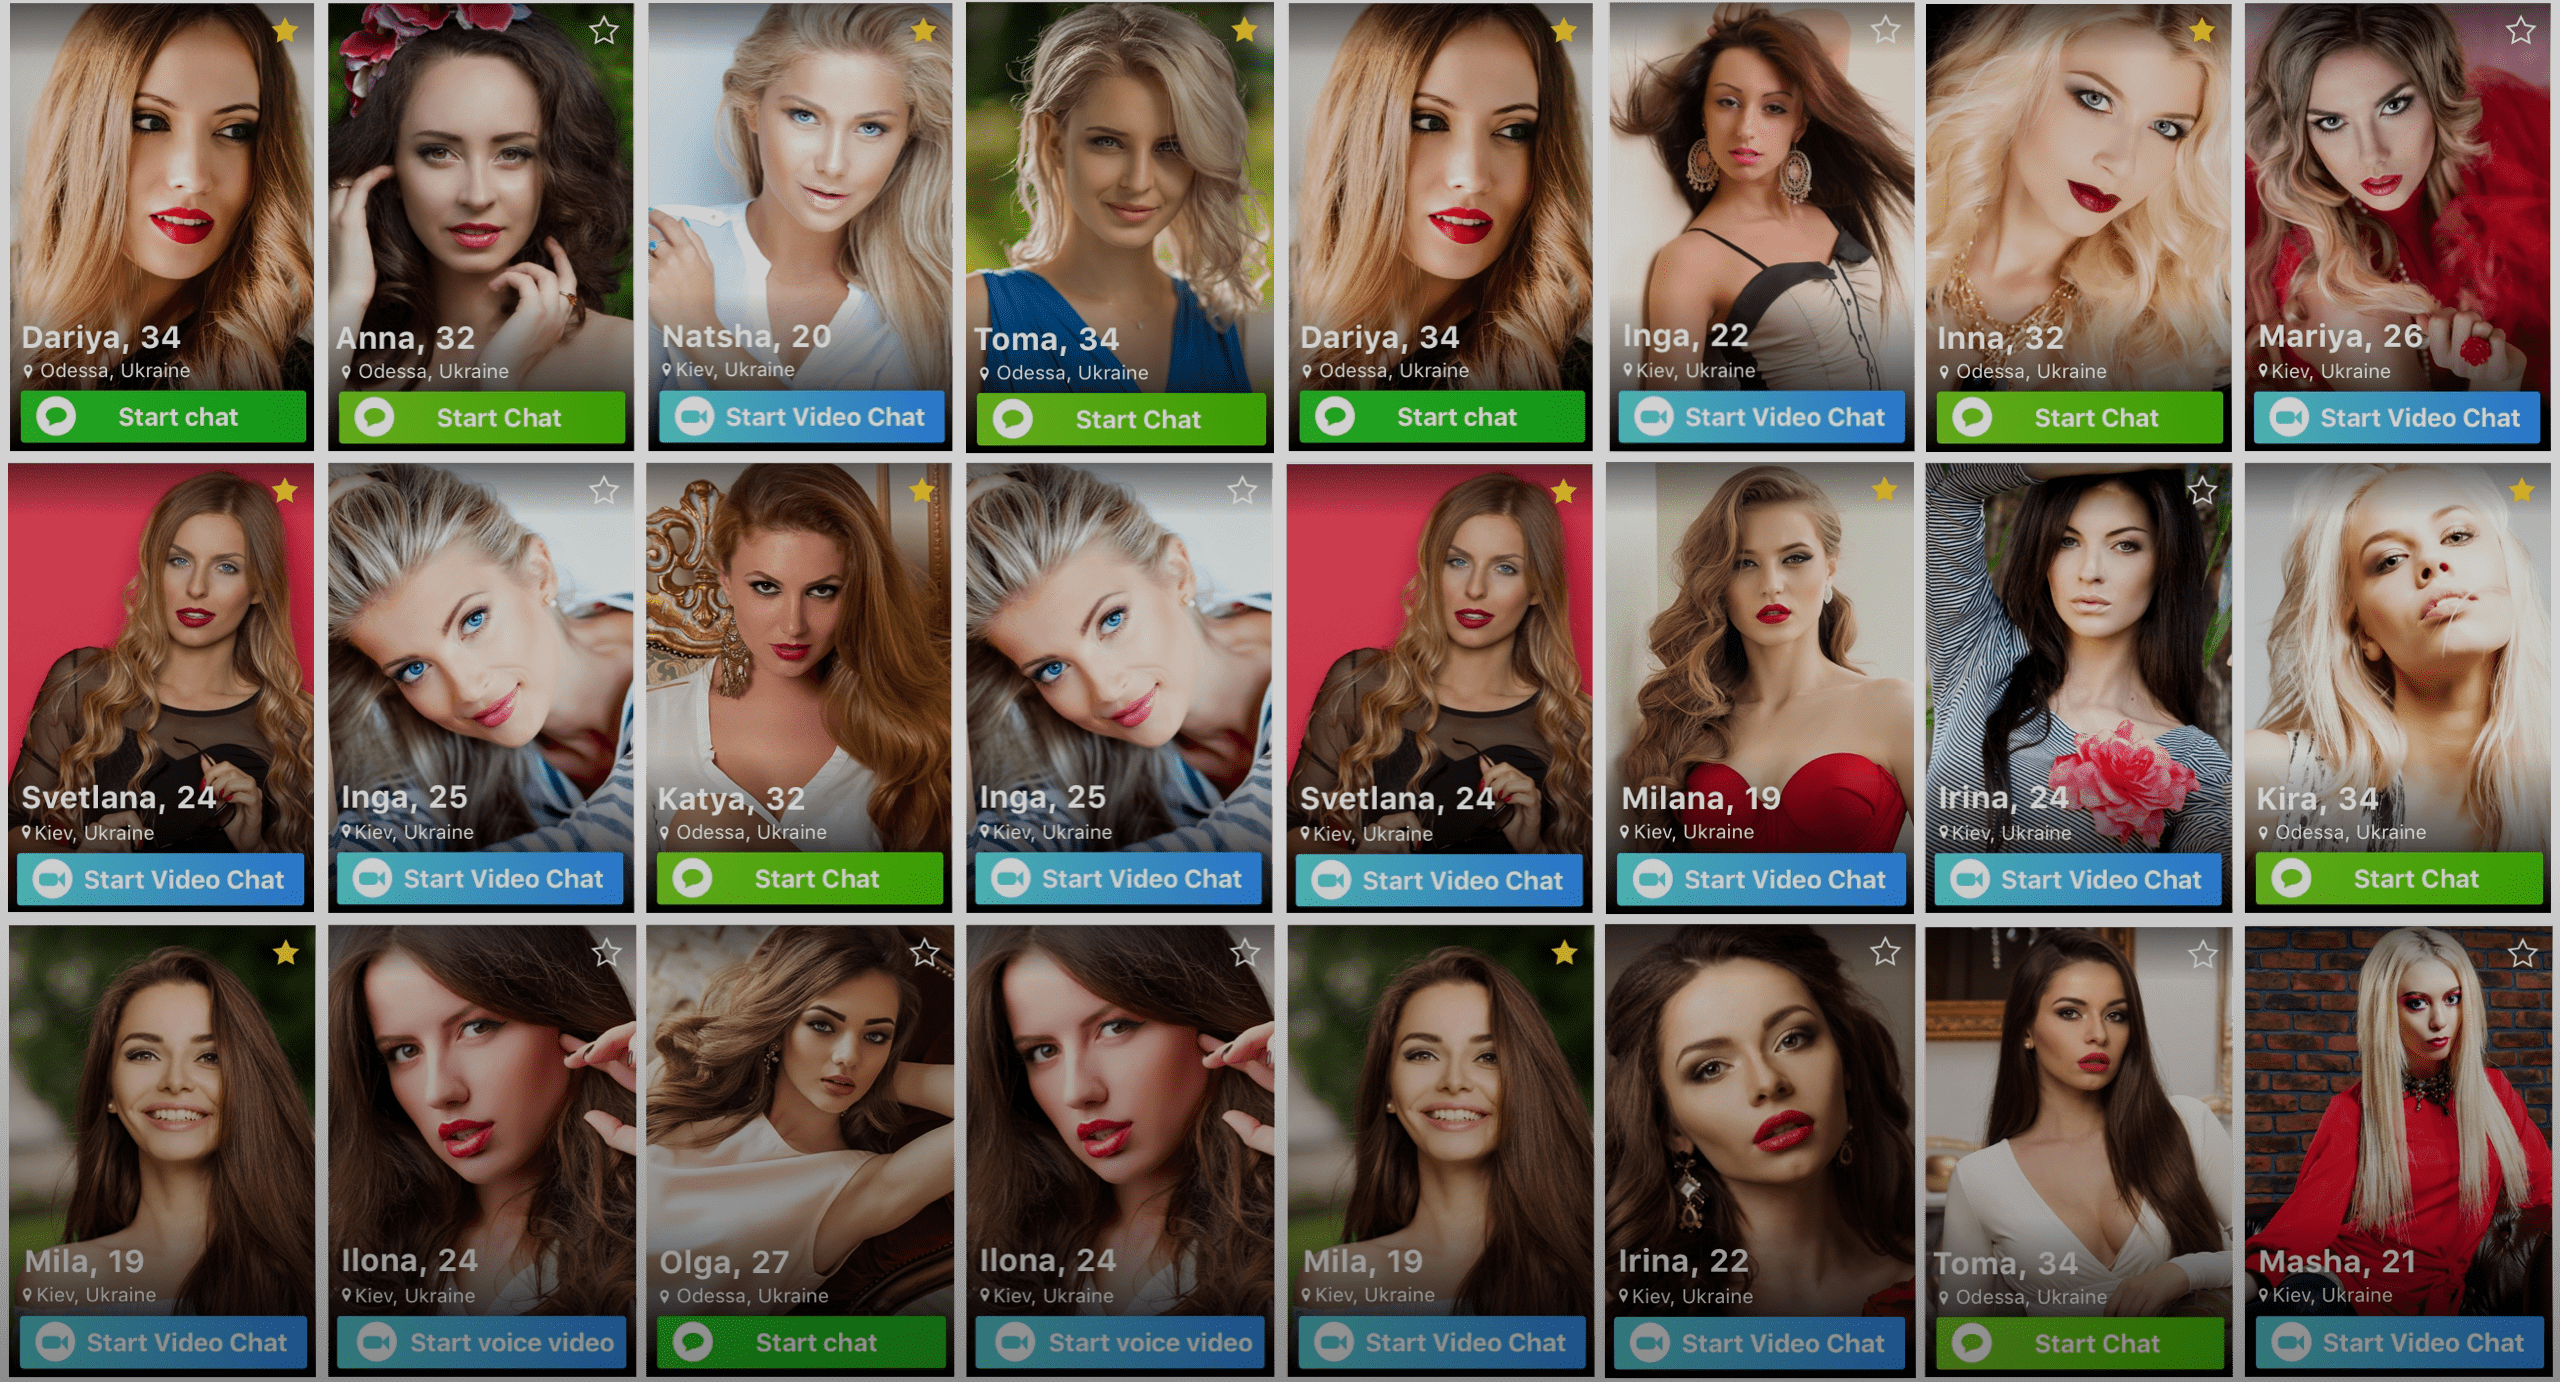 Dariya, 34
Odessa, Ukraine
Start chat
Anna, 32
Odessa, Ukraine
Start Chat
Natsha, 20
Kiev, Ukraine
Start Video Chat
Toma, 34
Odessa, Ukraine
Start Chat
Dariya, 34
Odessa, Ukraine
Start chat
Inga, 22
Kiev, Ukraine
Start Video Chat
Inna, 32
Odessa, Ukraine
Start Chat
Mariya, 26
Kiev, Ukraine
Start Video Chat
Svetlana, 24
Kiev, Ukraine
Start Video Chat
Inga, 25
Kiev, Ukraine
Start Video Chat
Katya, 32
Odessa, Ukraine
Start Chat
Inga, 25
Kiev, Ukraine
Start Video Chat
Svetlana, 24
Kiev, Ukraine
Start Video Chat
Milana, 19
Kiev, Ukraine
Start Video Chat
Irina, 24
Kiev, Ukraine
Start Video Chat
Kira, 34
Odessa, Ukraine
Start Chat
Mila, 19
Kiev, Ukraine
Start Video Chat
Ilona, 24
Kiev, Ukraine
Start voice video
Olga, 27
Odessa, Ukraine
Start chat
Ilona, 24
Kiev, Ukraine
Start voice video
Mila, 19
Kiev, Ukraine
Start Video Chat
Irina, 22
Kiev, Ukraine
Start Video Chat
Toma, 34
Odessa, Ukraine
Start Chat
Masha, 21
Kiev, Ukraine
Start Video Chat